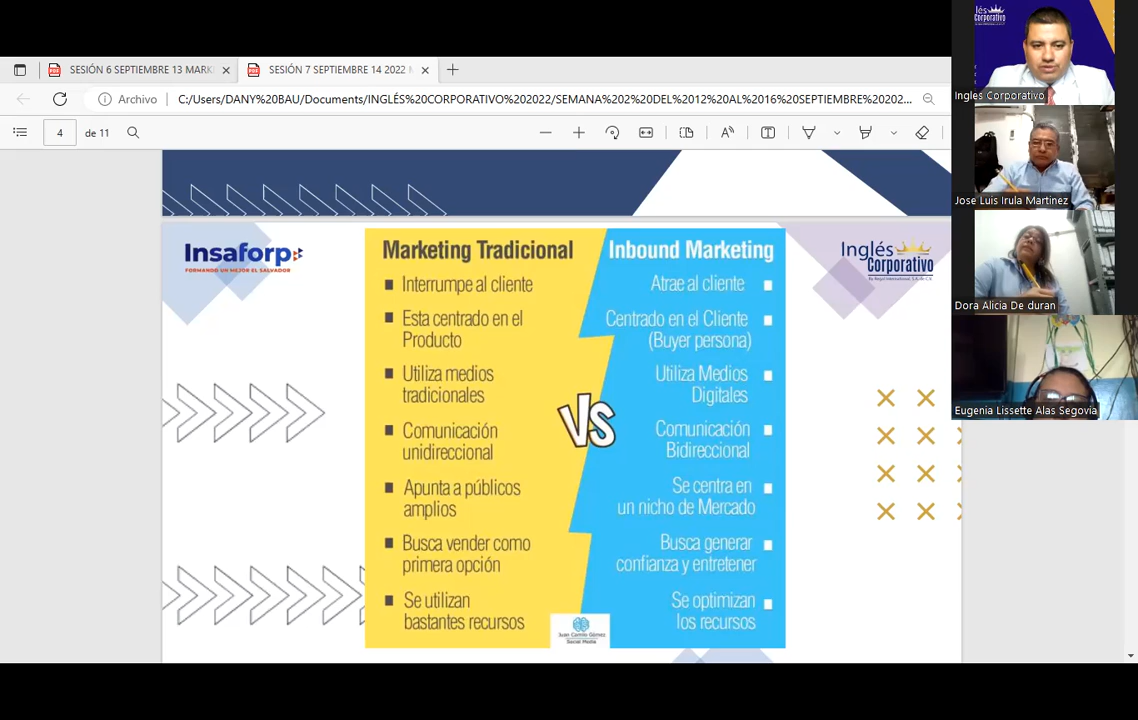 SESIÓN 6 SEPTIEMBRE 13 MARK
SESIÓN 7 SEPTIEMBRE 14 2022 M
Archivo
C:/Users/DANY%20BAU/Documents/INGLÉS%20CORPORATIVO%202022/SEMANA%202%20DEL%2012%20AL%2016%20SEPTIEMBRE%20202...
4
de 11
Insaforp
FORMANDO UN MEJOR EL SALVADOR
Marketing Tradicional
Interrumpe al cliente
Esta centrado en el
Producto
Utiliza medios
tradicionales
Comunicación
unidireccional
Apunta a públicos
amplios
Busca vender como
primera opción
Se utilizan
bastantes recursos
VS
Inbound Marketing
Atrae al cliente
Centrado en el Cliente
(Buyer persona)
Utiliza Medios
Digitales
Comunicación
Bidireccional
Se centra en
un nicho de Mercado
Busca generar
confianza y entretener
Se optimizan
los recursos
Juan Camilo Gómez
Social Media
Inglés
Corporativo
lés
Corporativo
Ingles Corporativo
Jose Luis Irula Martinez
Dora Alicia De duran
Eugenia Lissette Alas Segovia